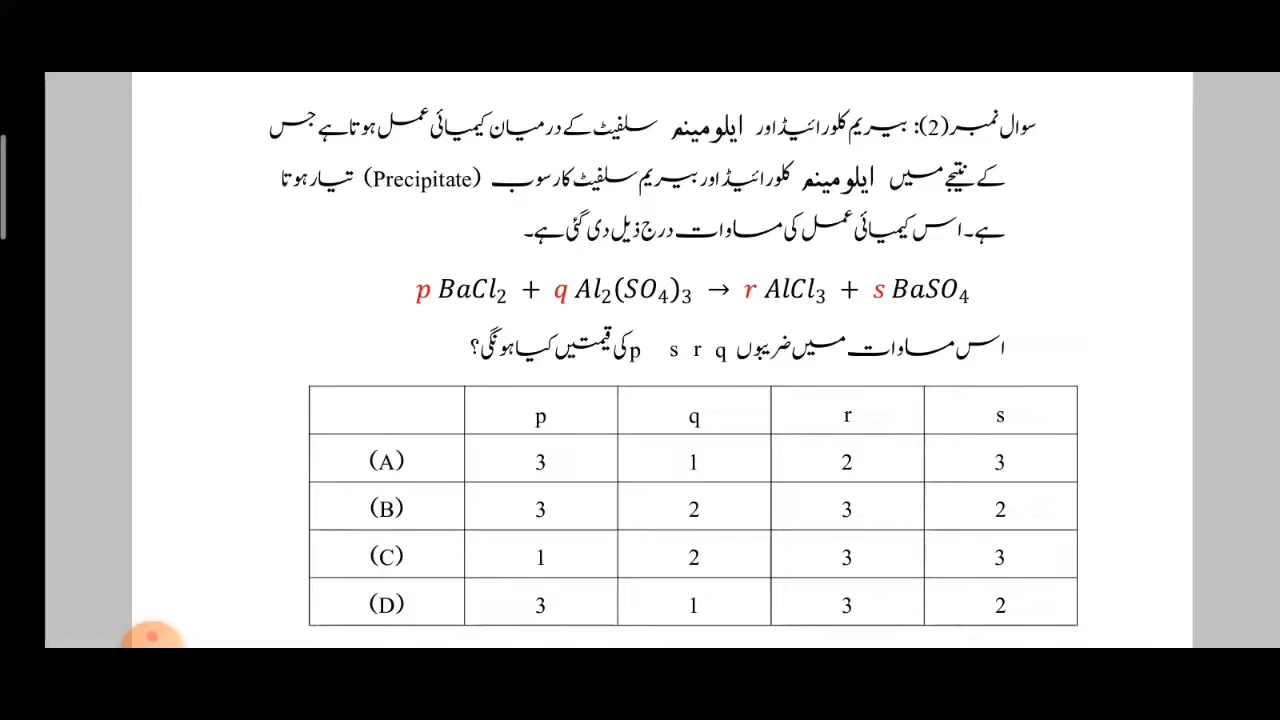 سوال نمبر (2): بیریم کلورائیڈ اور ایلومینم سلفیٹ کے درمیان کیمیائی عمل ہوتا ہے جس
کے نتیجے میں ایلومینم کلورائیڈ اور بیریم سلفیٹ کا رسوب (Precipitate) تیار ہوتا
ہے۔ اس کیمیائی عمل کی مساوات درج ذیل دی گئی ہے۔
p BaCl₂ + q Al₂(SO₄)₃ → r AlCl₃ + s BaSO₄
اس مساوات میں ضریبوں p s r q کی قیمتیں کیا ہونگی؟
p q r s
(A) 3 1 2 3
(B) 3 2 3 2
(C) 1 2 3 3
(D) 3 1 3 2